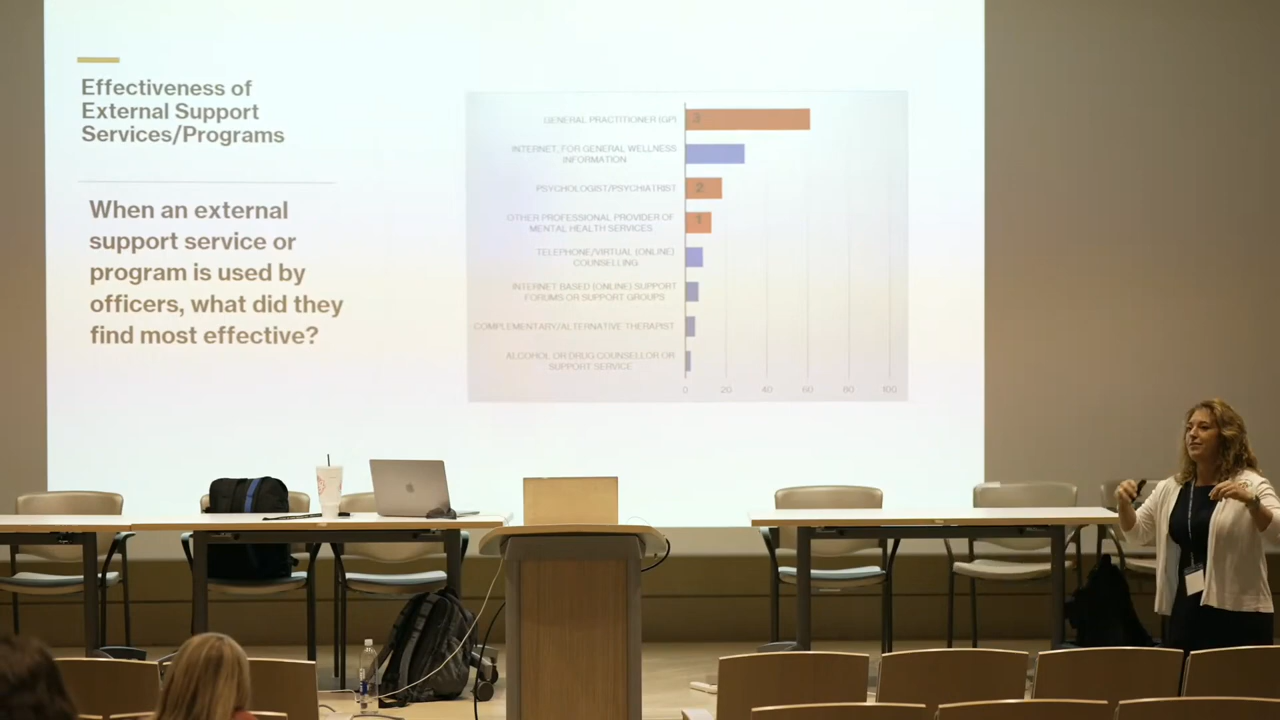 Effectiveness of
External Support
Services/Programs
When an external
support service or
program is used by
officers, what did they
find most effective?
GENERAL PRACTITIONER (GP)
3
INTERNET, FOR GENERAL WELLNESS
INFORMATION
PSYCHOLOGIST/PSYCHIATRIST
2
OTHER PROFESSIONAL PROVIDER OF
MENTAL HEALTH SERVICES
1
TELEPHONE/VIRTUAL (ONLINE)
COUNSELLING
INTERNET BASED (ONLINE) SUPPORT
FORUMS OR SUPPORT GROUPS
COMPLEMENTARY/ALTERNATIVE THERAPIST
ALCOHOL OR DRUG COUNSELLOR OR
SUPPORT SERVICE
0 20 40 60 80 100